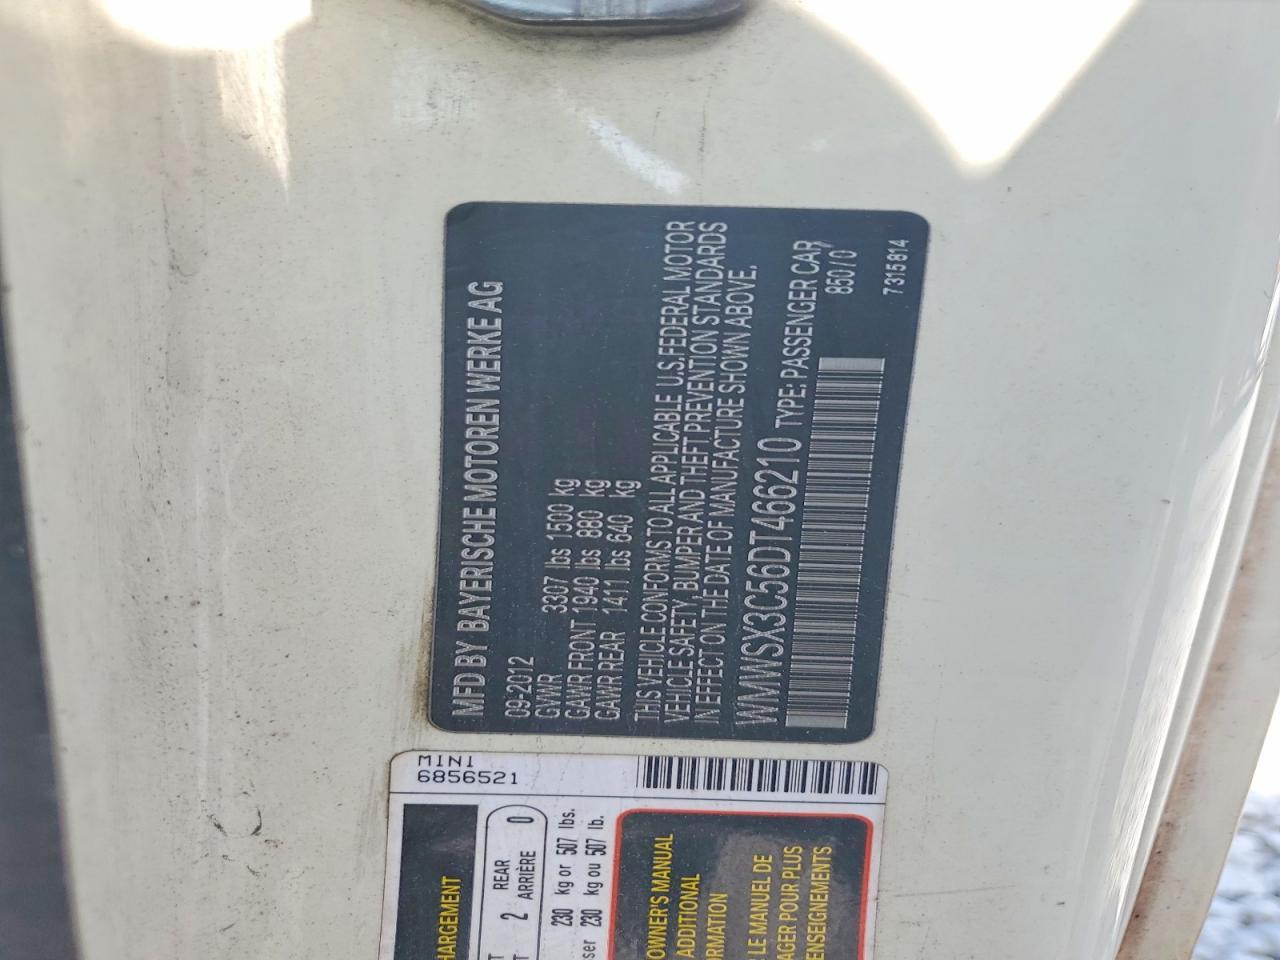 MFD BY BAYERISCHE MOTOREN WERKE AG
09-2012
GVWR 3307 lbs 1500 kg
GAWR FRONT 1940 lbs 880 kg
GAWR REAR 1411 lbs 640 kg
THIS VEHICLE CONFORMS TO ALL APPLICABLE U.S. FEDERAL MOTOR
VEHICLE SAFETY, BUMPER AND THEFT PREVENTION STANDARDS
IN EFFECT ON THE DATE OF MANUFACTURE SHOWN ABOVE.
WMWSX3C56DT466210 TYPE: PASSENGER CAR
850/0
7315814
MINI
6856521
HARGEMENT
2 REAR 0
ARRIÈRE
230 kg or 507 lbs.
230 kg ou 507 lb.
OWNER'S MANUAL
ADDITIONAL
ORMATION
LE MANUEL DE
AGER POUR PLUS
ENSEIGNEMENTS